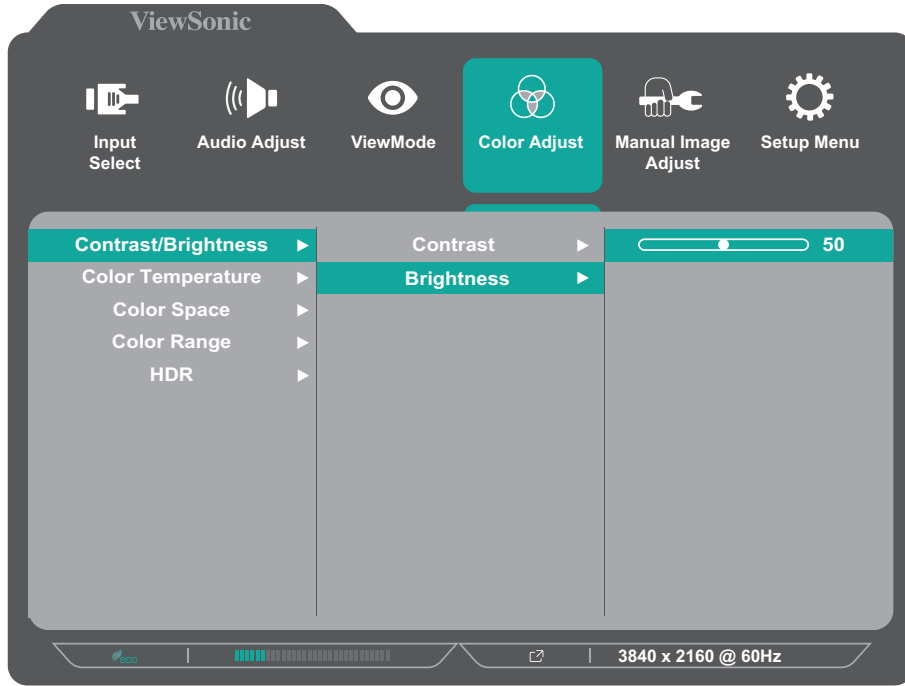 ViewSonic
Input
Select
Audio Adjust
ViewMode
Color Adjust
Manual Image
Adjust
Setup Menu
Contrast/Brightness
Contrast
50
Color Temperature
Brightness
Color Space
Color Range
HDR
eco
3840 x 2160 @ 60Hz